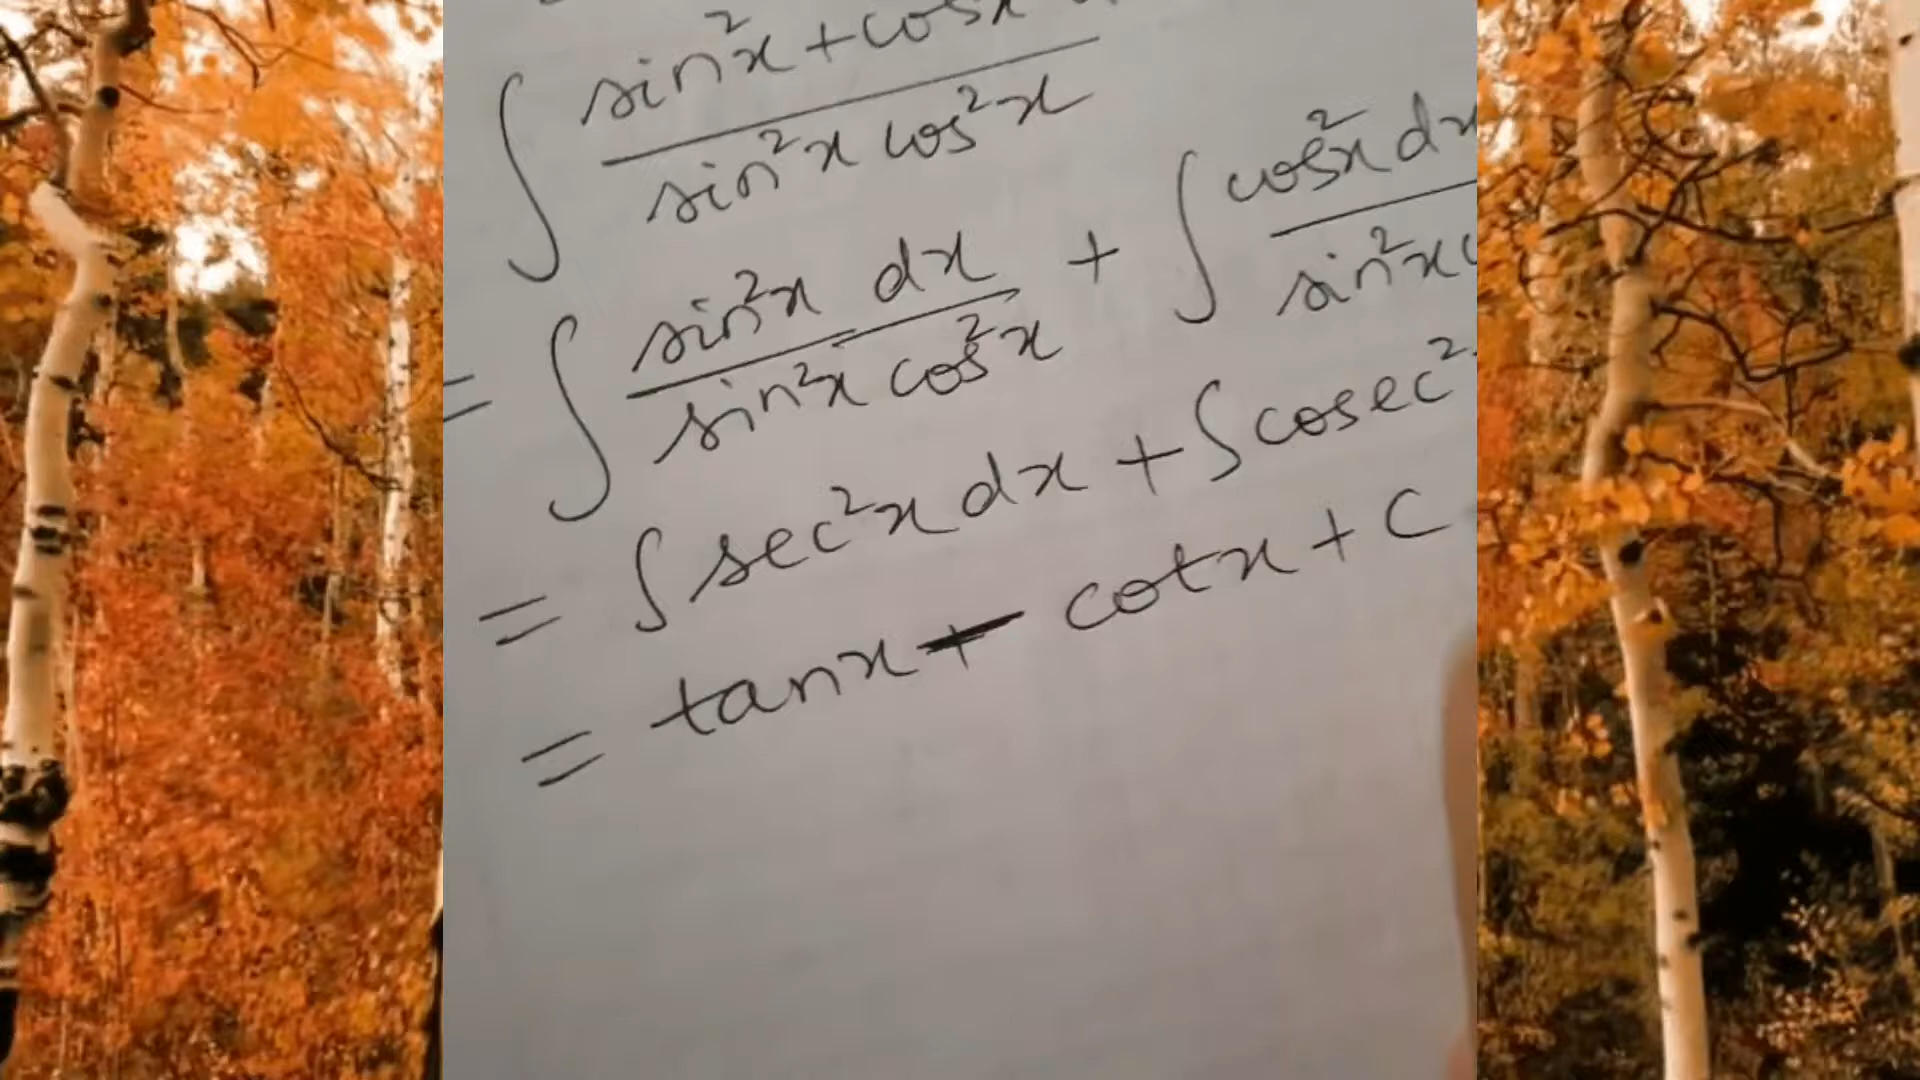 ∫ sin²x + cos²x / sin²x cos²x
= ∫ sin²x dx / sin²x cos²x + ∫ cos²x dx / sin²x
= ∫ sec²x dx + ∫ cosec²
= tanx - cotx + C